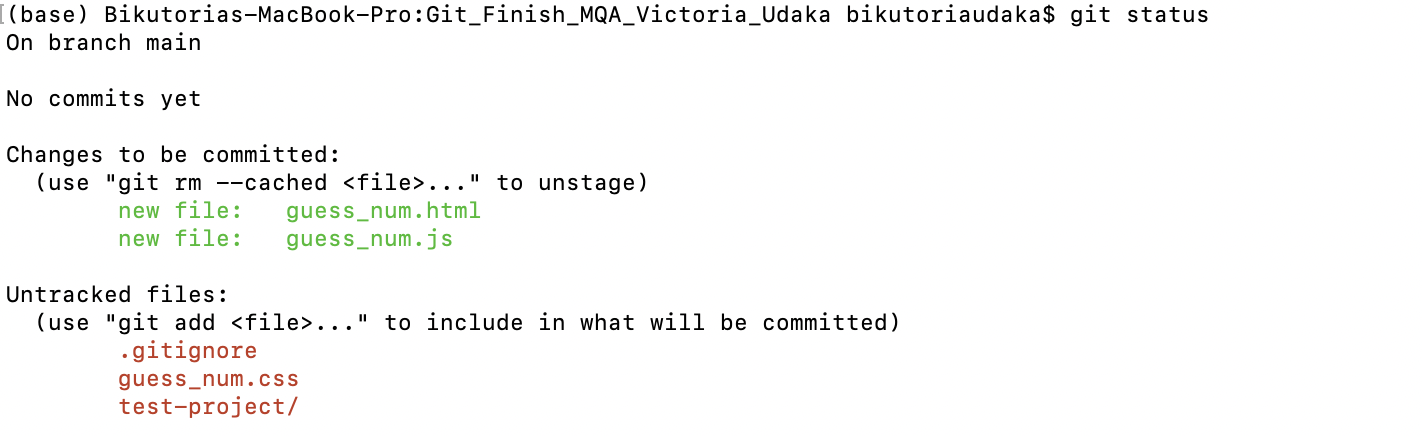 (base) Bikutorias-MacBook-Pro:Git_Finish_MQA_Victoria_Udaka bikutoriaudaka$ git status
On branch main
No commits yet
Changes to be committed:
(use "git rm --cached <file>..." to unstage)
new file: guess_num.html
new file: guess_num.js
Untracked files:
(use "git add <file>..." to include in what will be committed)
.gitignore
guess_num.css
test-project/